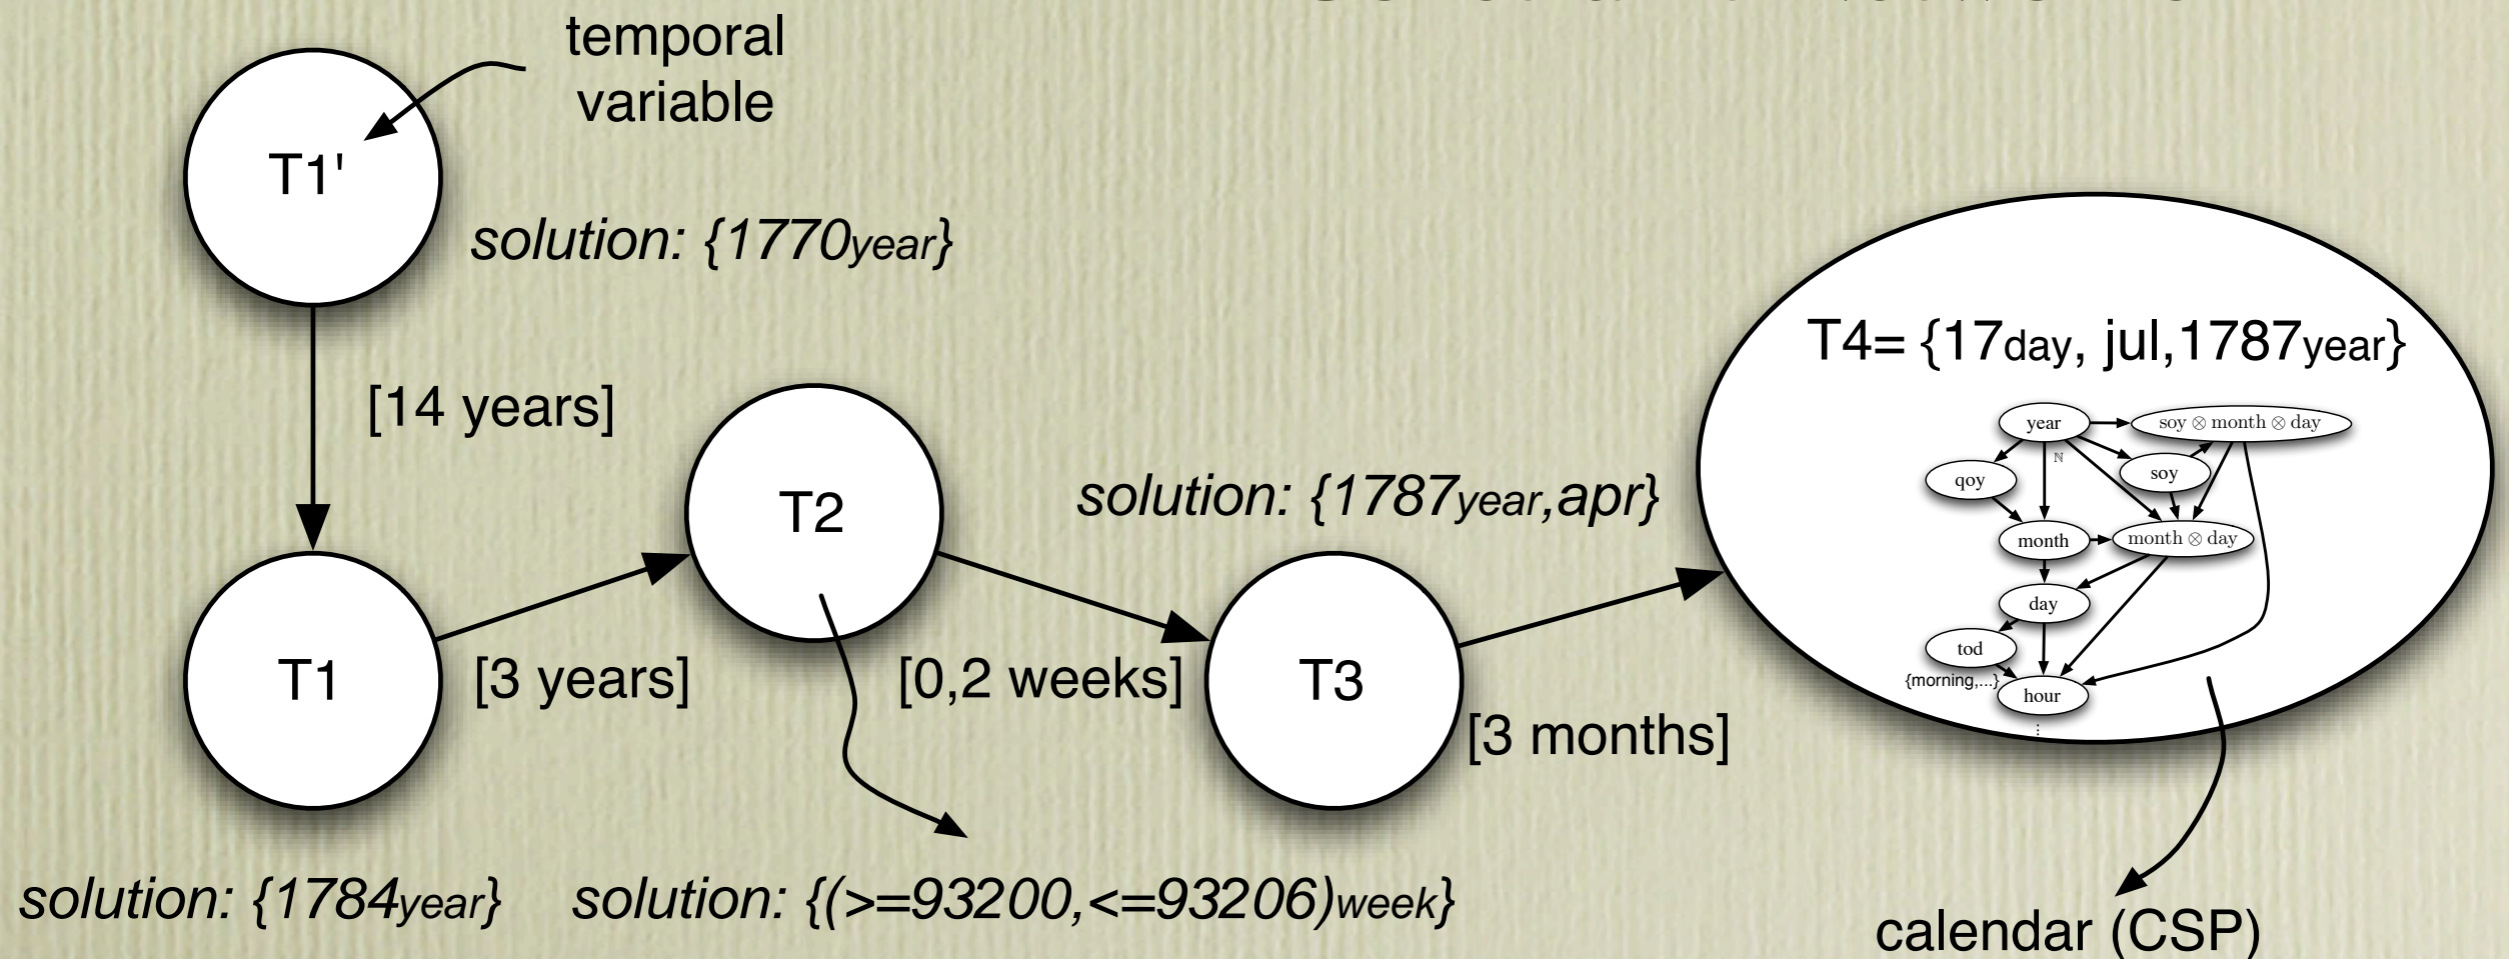 temporal
variable
T1'
solution: {1770year}
[14 years]
T4= {17day, jul,1787year}
year
soy ⊗ month ⊗ day
ℕ
qoy
soy
T2
solution: {1787year,apr}
month
month ⊗ day
day
tod
{morning,...}
hour
⋮
T1
[3 years]
[0,2 weeks]
T3
[3 months]
solution: {1784year}
solution: {(>=93200,<=93206)week}
calendar (CSP)